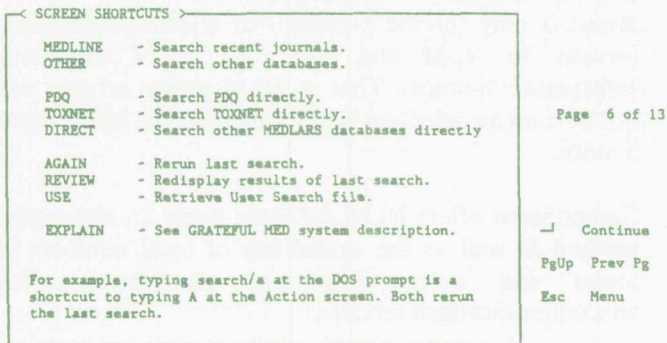 < SCREEN SHORTCUTS
MEDLINE - Search recent journals.
OTHER - Search other databases.
PDQ - Search PDQ directly.
TOXNET - Search TOXNET directly.
DIRECT - Search other MEDLARS databases directly
AGAIN - Rerun last search.
REVIEW - Redisplay results of last search.
USE - Retrieve User Search file.
EXPLAIN - See GRATEFUL MED system description.
For example, typing search/a at the DOS prompt is a
shortcut to typing A at the Action screen. Both rerun
the last search.
Page 6 of 13
┘ Continue
PgUp Prev Pg
Esc Menu